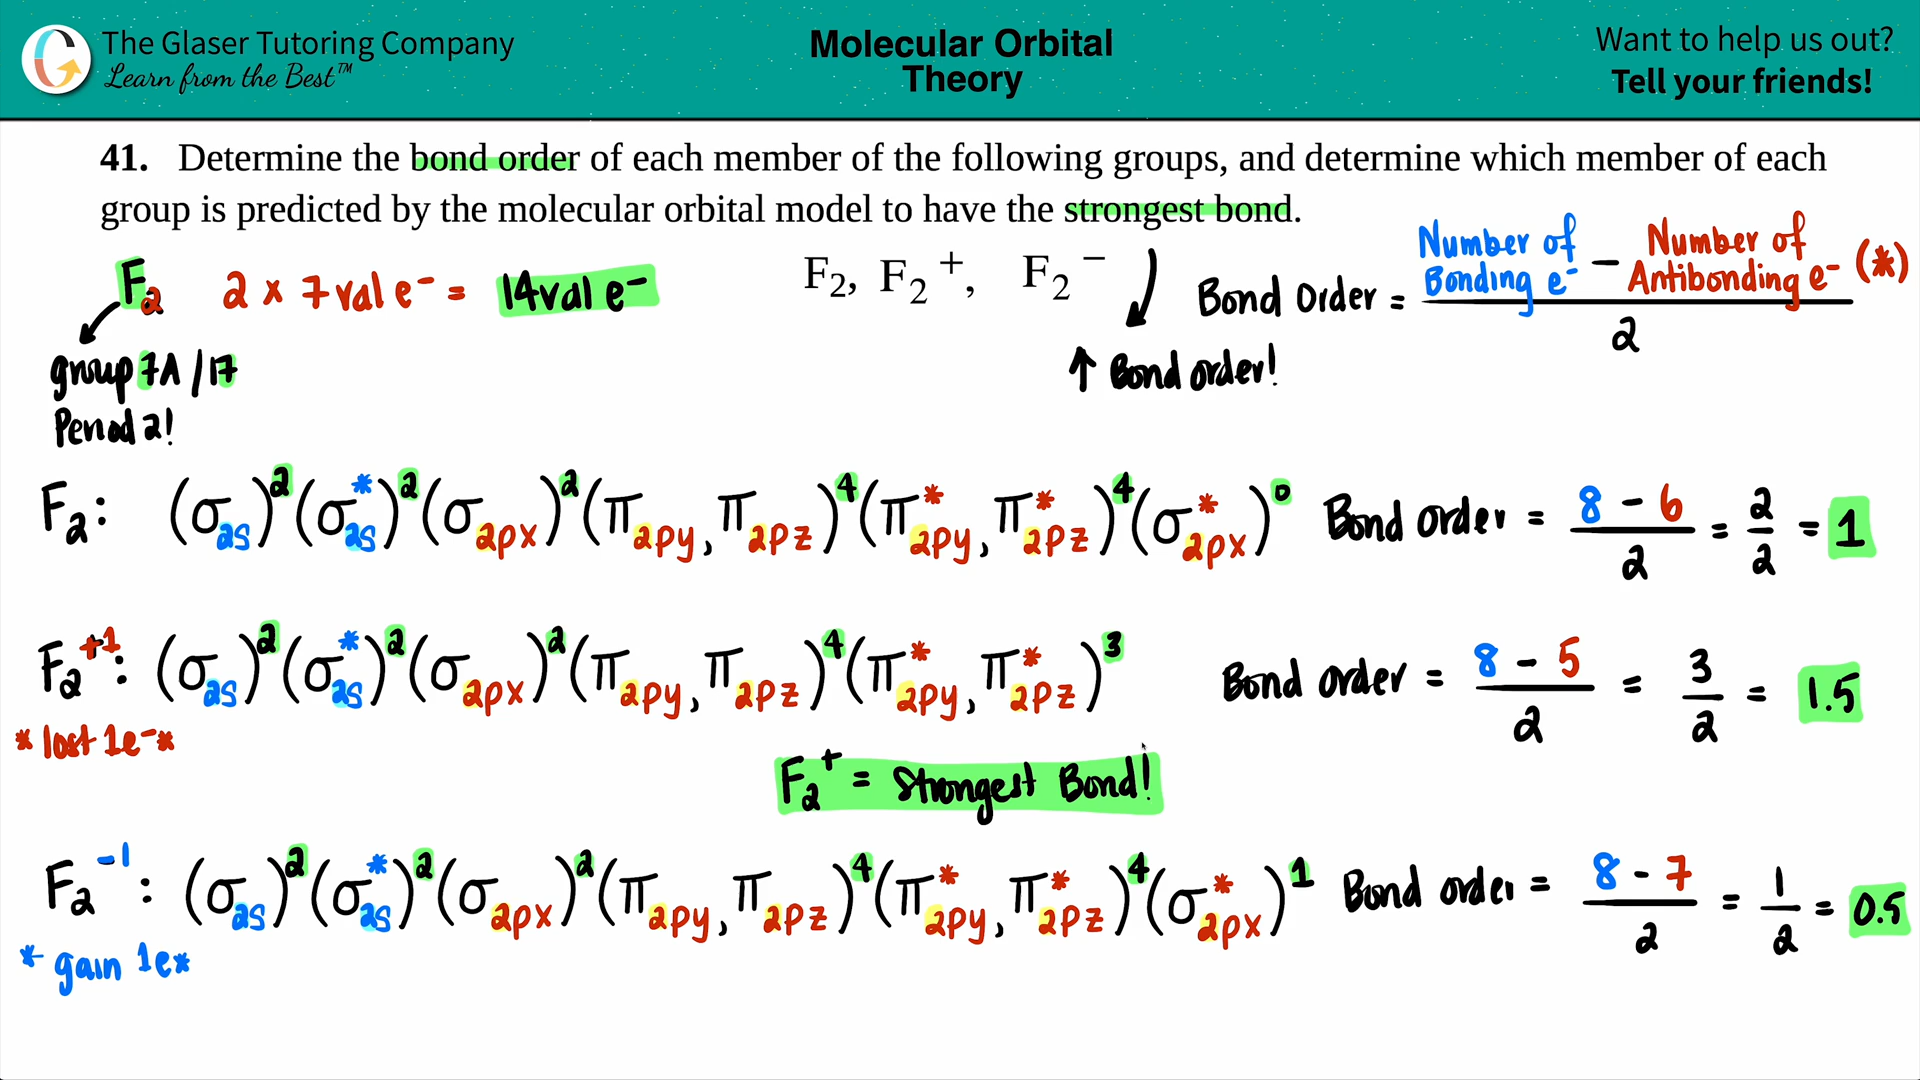 The Glaser Tutoring Company
Learn from the Best™
Molecular Orbital
Theory
Want to help us out?
Tell your friends!
41. Determine the bond order of each member of the following groups, and determine which member of each
group is predicted by the molecular orbital model to have the strongest bond.
F₂ 2 × 7 val e⁻ = 14 val e⁻
F₂, F₂⁺, F₂⁻
Bond Order = (Number of Bonding e⁻ − Number of Antibonding e⁻ (*)) / 2
group 7A / 17
Period 2!
↑ Bond order!
F₂: (σ2s)²(σ*2s)²(σ2px)²(π2py, π2pz)⁴(π*2py, π*2pz)⁴(σ*2px)⁰ Bond order = (8 - 6)/2 = 2/2 = 1
F₂⁺¹: (σ2s)²(σ*2s)²(σ2px)²(π2py, π2pz)⁴(π*2py, π*2pz)³ Bond order = (8 - 5)/2 = 3/2 = 1.5
* lost 1e⁻*
F₂⁺ = Strongest Bond!
F₂⁻¹: (σ2s)²(σ*2s)²(σ2px)²(π2py, π2pz)⁴(π*2py, π*2pz)⁴(σ*2px)¹ Bond order = (8 - 7)/2 = 1/2 = 0.5
* gain 1e*